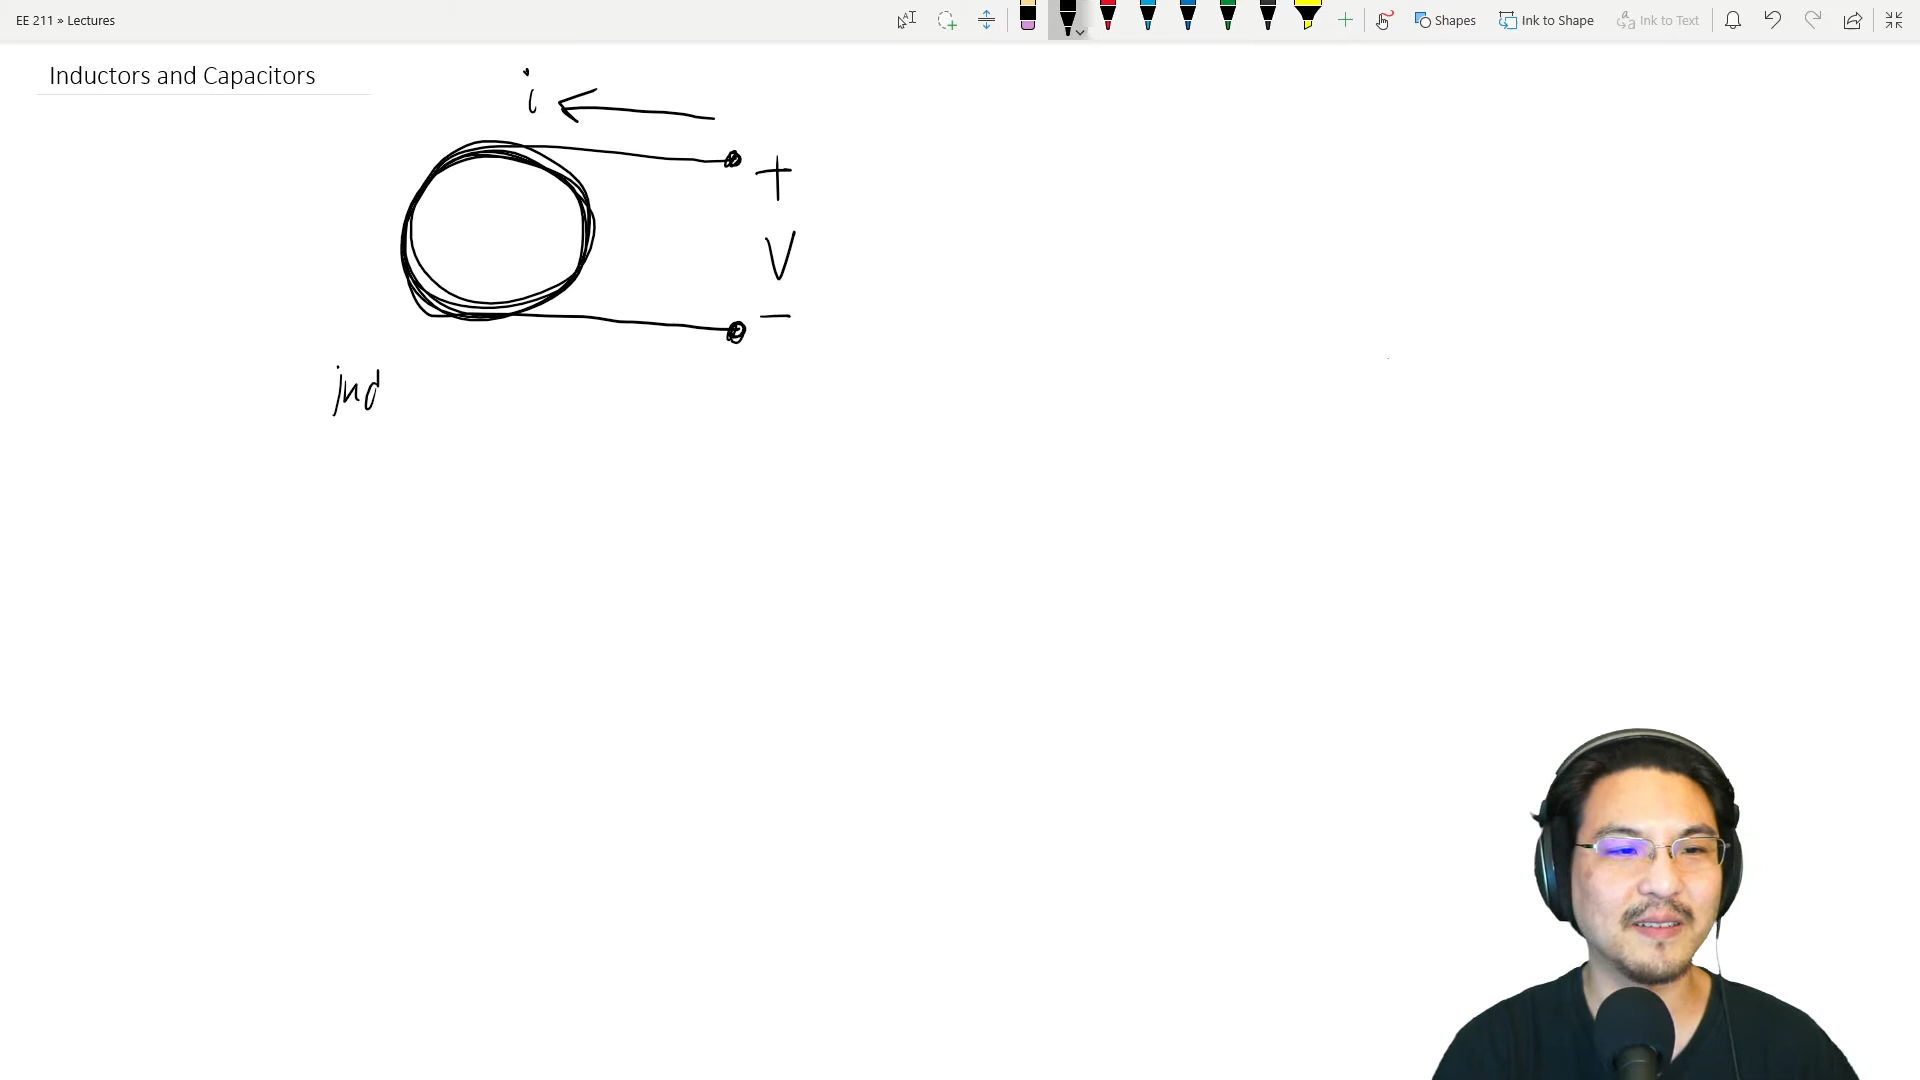 EE 211 » Lectures
Shapes
Ink to Shape
Ink to Text
Inductors and Capacitors
i
+
V
−
ind